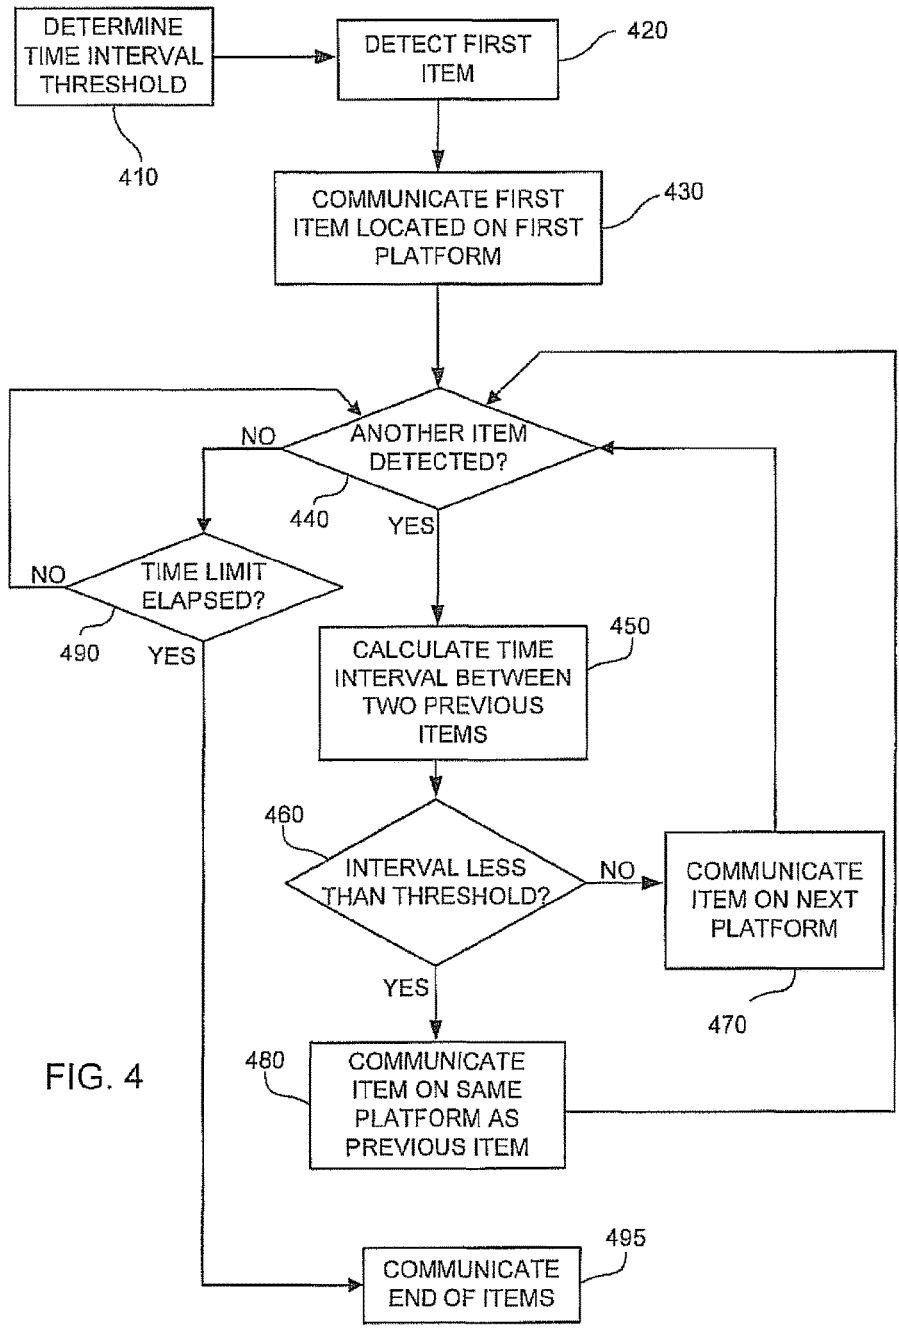 DETERMINE
TIME INTERVAL
THRESHOLD
410
DETECT FIRST
ITEM
420
COMMUNICATE FIRST
ITEM LOCATED ON FIRST
PLATFORM
430
ANOTHER ITEM
DETECTED?
440
NO
YES
TIME LIMIT
ELAPSED?
490
NO
YES
CALCULATE TIME
INTERVAL BETWEEN
TWO PREVIOUS
ITEMS
450
INTERVAL LESS
THAN THRESHOLD?
460
NO
YES
COMMUNICATE
ITEM ON NEXT
PLATFORM
470
COMMUNICATE
ITEM ON SAME
PLATFORM AS
PREVIOUS ITEM
480
FIG. 4
COMMUNICATE
END OF ITEMS
495